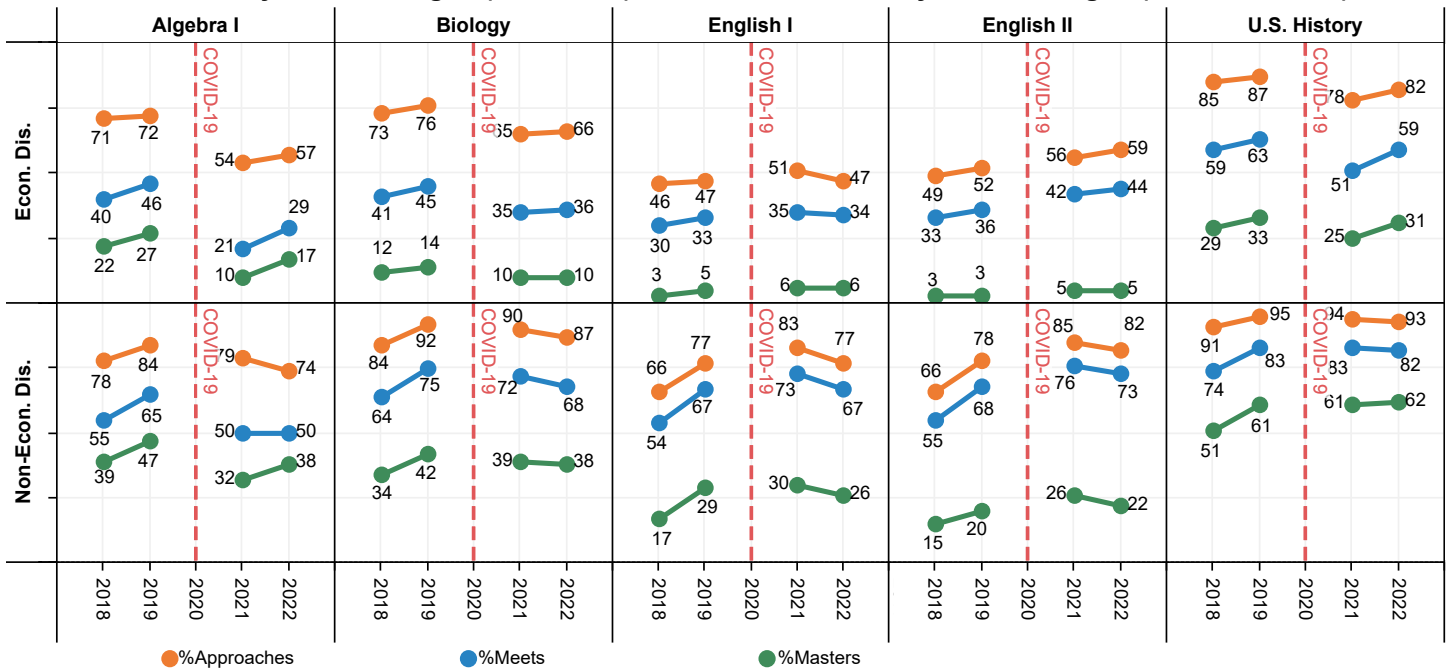 Algebra I Biology English I English II U.S. History
Econ. Dis.
COVID-19 COVID-19 COVID-19 COVID-19 COVID-19
71 72 54 57
40 46 21 29
22 27 10 17
73 76 65 66
41 45 35 36
12 14 10 10
46 47 51 47
30 33 35 34
3 5 6 6
49 52 56 59
33 36 42 44
3 3 5 5
85 87 78 82
59 63 51 59
29 33 25 31
Non-Econ. Dis.
COVID-19 COVID-19 COVID-19 COVID-19 COVID-19
78 84 79 74
55 65 50 50
39 47 32 38
84 92 90 87
64 75 72 68
34 42 39 38
66 77 83 77
54 67 73 67
17 29 30 26
66 78 85 82
55 68 76 73
15 20 26 22
91 95 94 93
74 83 83 82
51 61 61 62
2018 2019 2020 2021 2022 2018 2019 2020 2021 2022 2018 2019 2020 2021 2022 2018 2019 2020 2021 2022 2018 2019 2020 2021 2022
%Approaches %Meets %Masters